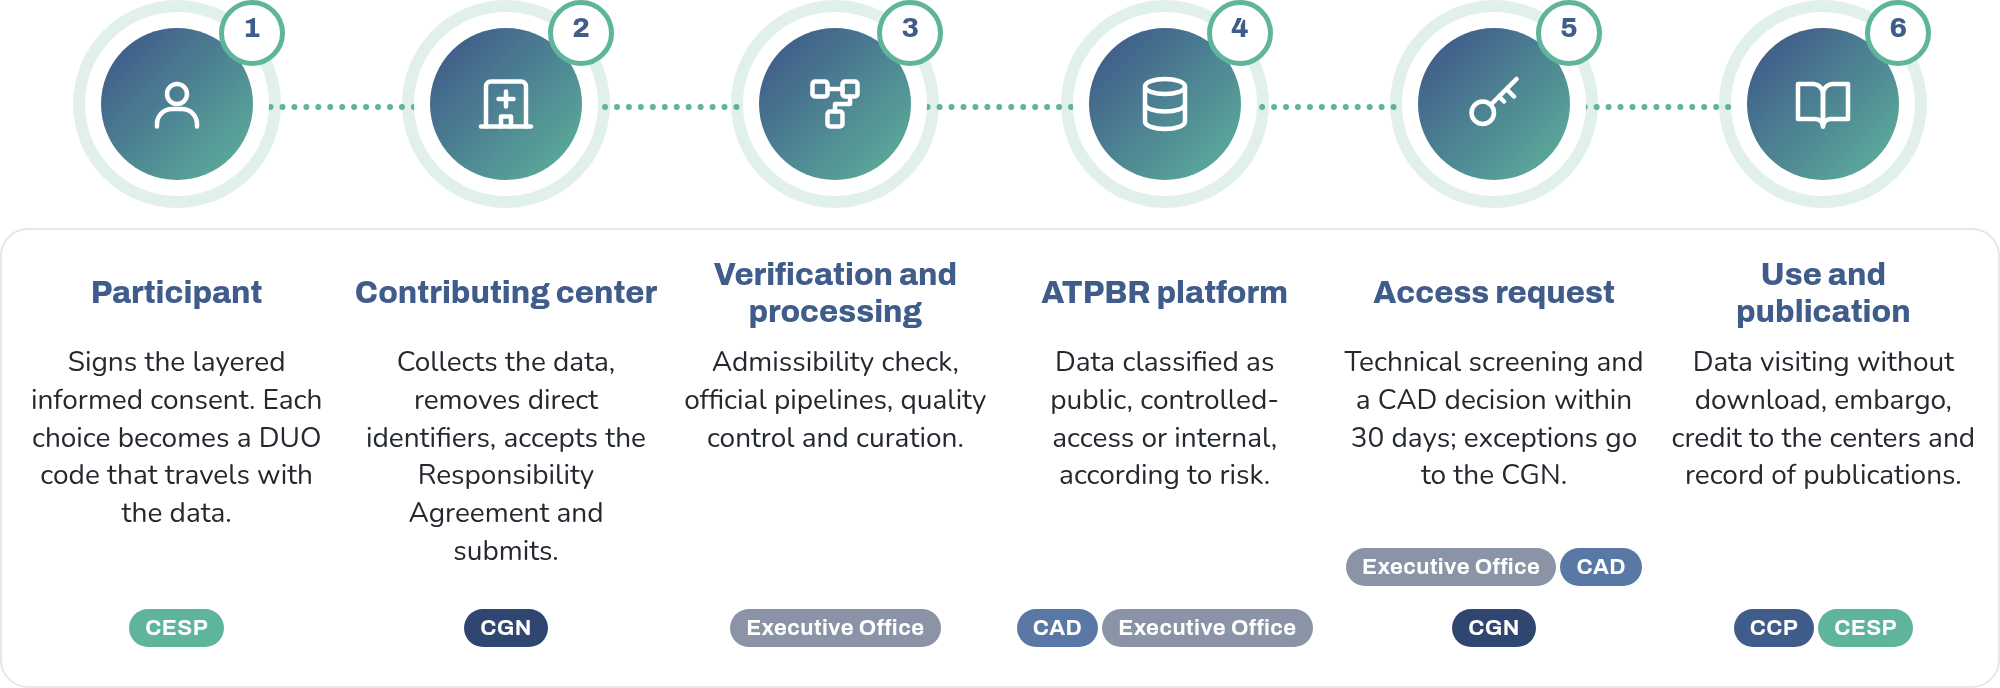 1
2
3
4
5
6
Participant
Signs the layered
informed consent. Each
choice becomes a DUO
code that travels with
the data.
CESP
Contributing center
Collects the data,
removes direct
identifiers, accepts the
Responsibility
Agreement and
submits.
CGN
Verification and
processing
Admissibility check,
official pipelines, quality
control and curation.
Executive Office
ATPBR platform
Data classified as
public, controlled-
access or internal,
according to risk.
CAD Executive Office
Access request
Technical screening and
a CAD decision within
30 days; exceptions go
to the CGN.
Executive Office CAD
CGN
Use and
publication
Data visiting without
download, embargo,
credit to the centers and
record of publications.
CCP CESP